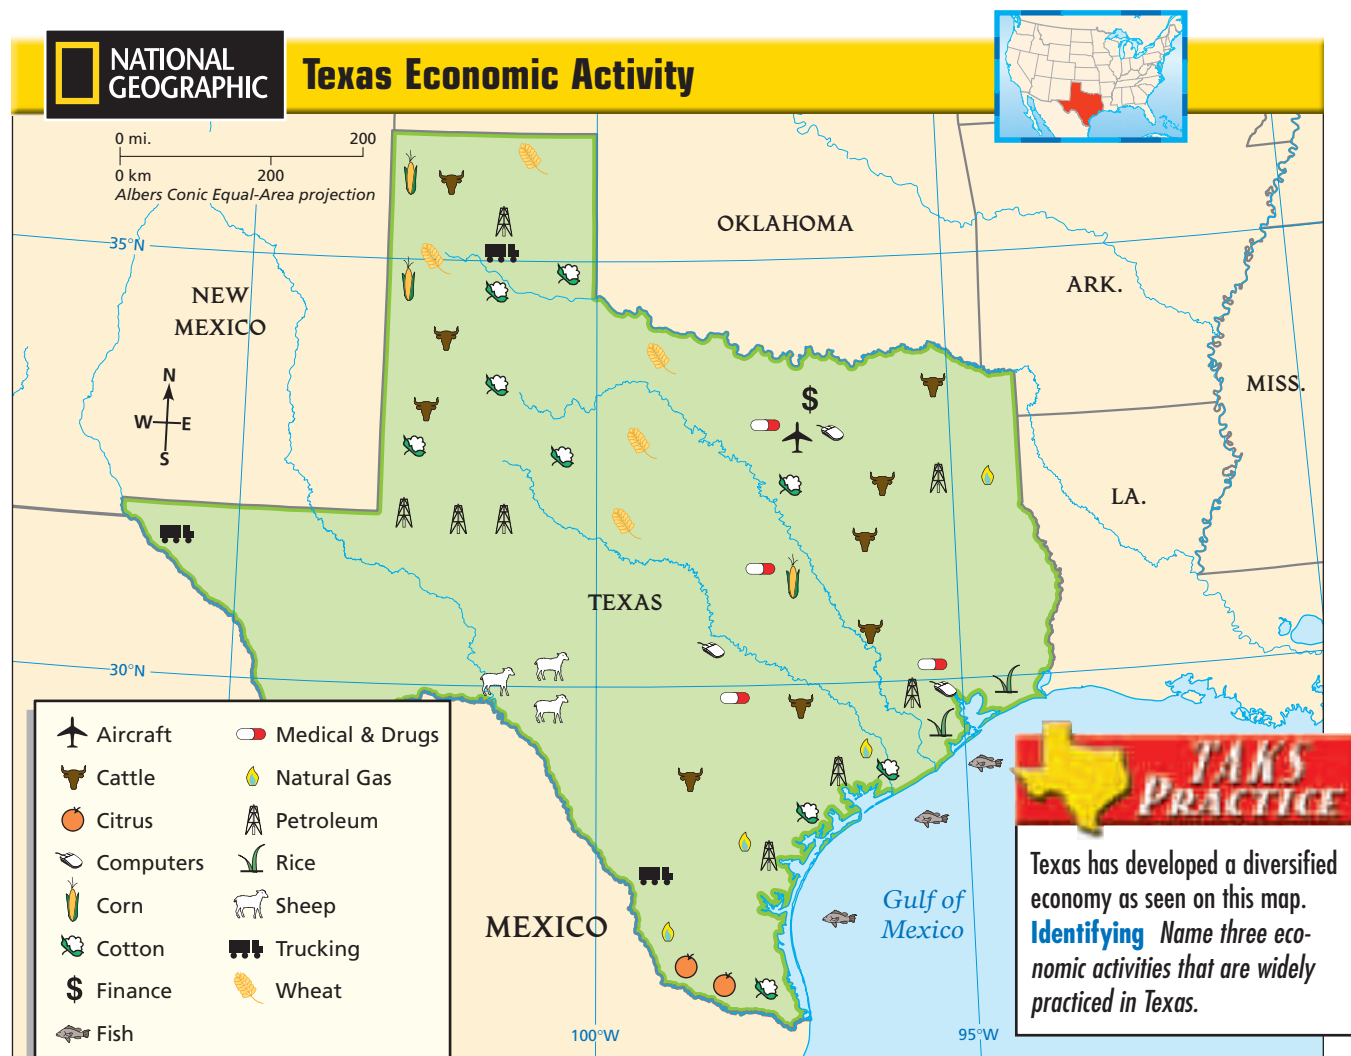 NATIONAL
GEOGRAPHIC
Texas Economic Activity
0 mi. 200
0 km 200
Albers Conic Equal-Area projection
35°N
OKLAHOMA
ARK.
NEW
MEXICO
N
W E
S
MISS.
$
LA.
TEXAS
30°N
Aircraft
Cattle
Citrus
Computers
Corn
Cotton
$ Finance
Fish
Medical & Drugs
Natural Gas
Petroleum
Rice
Sheep
Trucking
Wheat
MEXICO
Gulf of
Mexico
100°W
95°W
TAKS
PRACTICE
Texas has developed a diversified
economy as seen on this map.
Identifying Name three eco-
nomic activities that are widely
practiced in Texas.